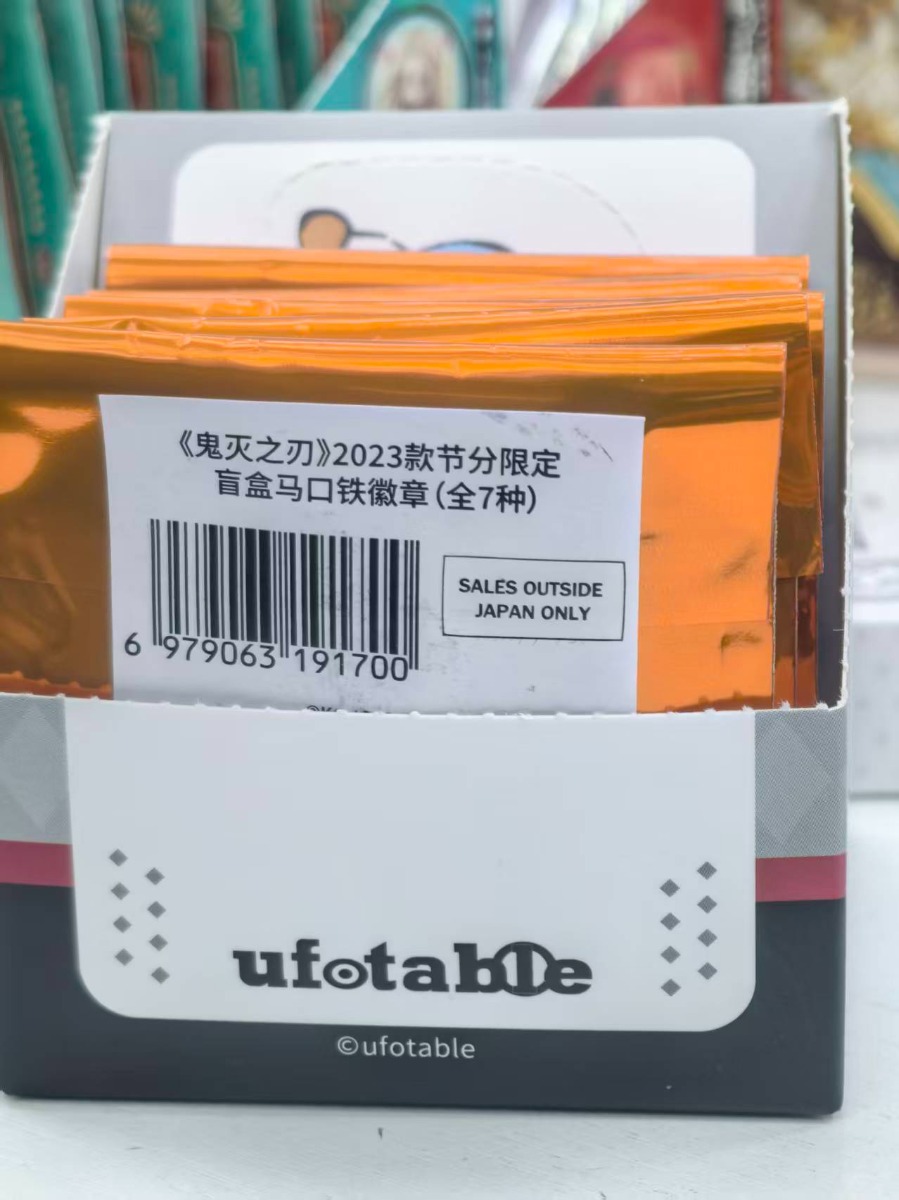 《鬼灭之刃》2023款节分限定
盲盒马口铁徽章(全7种)
SALES OUTSIDE
JAPAN ONLY
6 979063 191700
ufotable
©ufotable